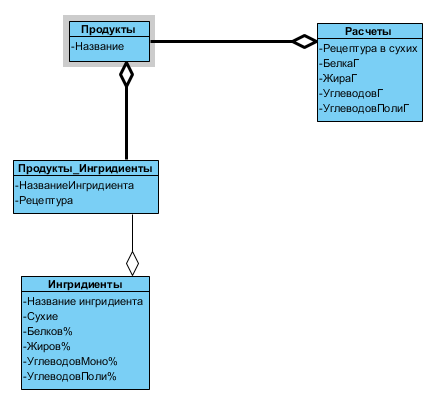 Продукты
-Название
Расчеты
-Рецептура в сухих
-БелкаГ
-ЖираГ
-УглеводовГ
-УглеводовПолиГ
Продукты_Ингридиенты
-НазваниеИнгридиента
-Рецептура
Ингридиенты
-Название ингридиента
-Сухие
-Белков%
-Жиров%
-УглеводовМоно%
-УглеводовПоли%